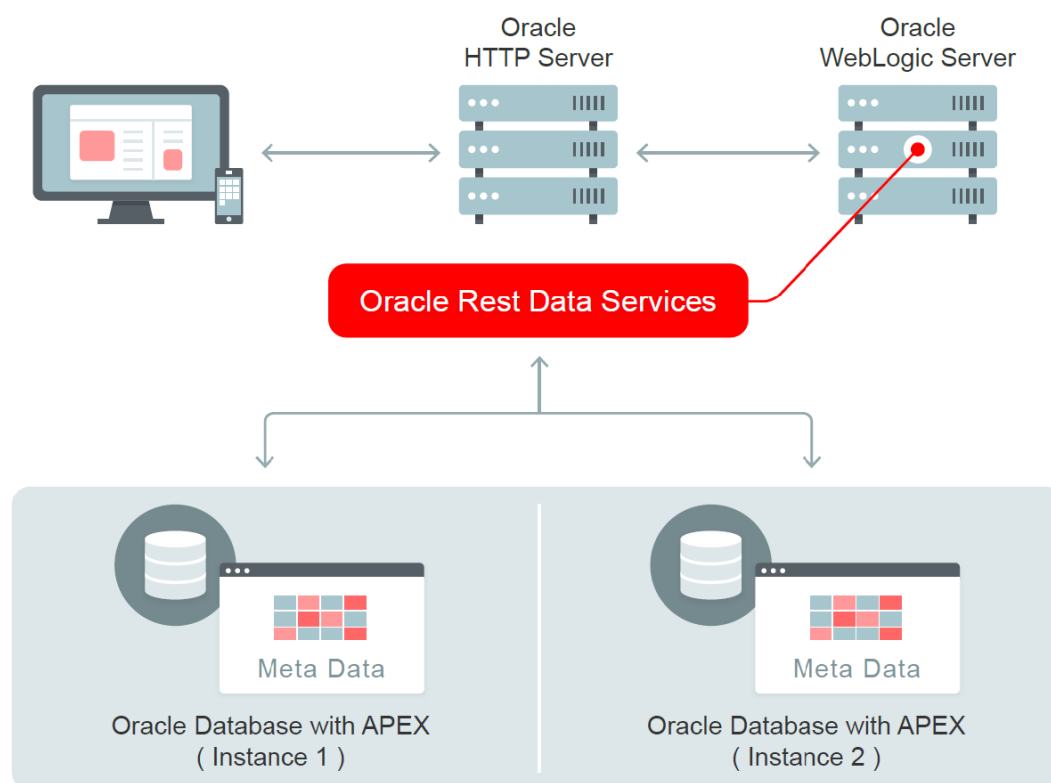 Oracle
HTTP Server
Oracle
WebLogic Server
Oracle Rest Data Services
Meta Data
Oracle Database with APEX
( Instance 1 )
Meta Data
Oracle Database with APEX
( Instance 2 )